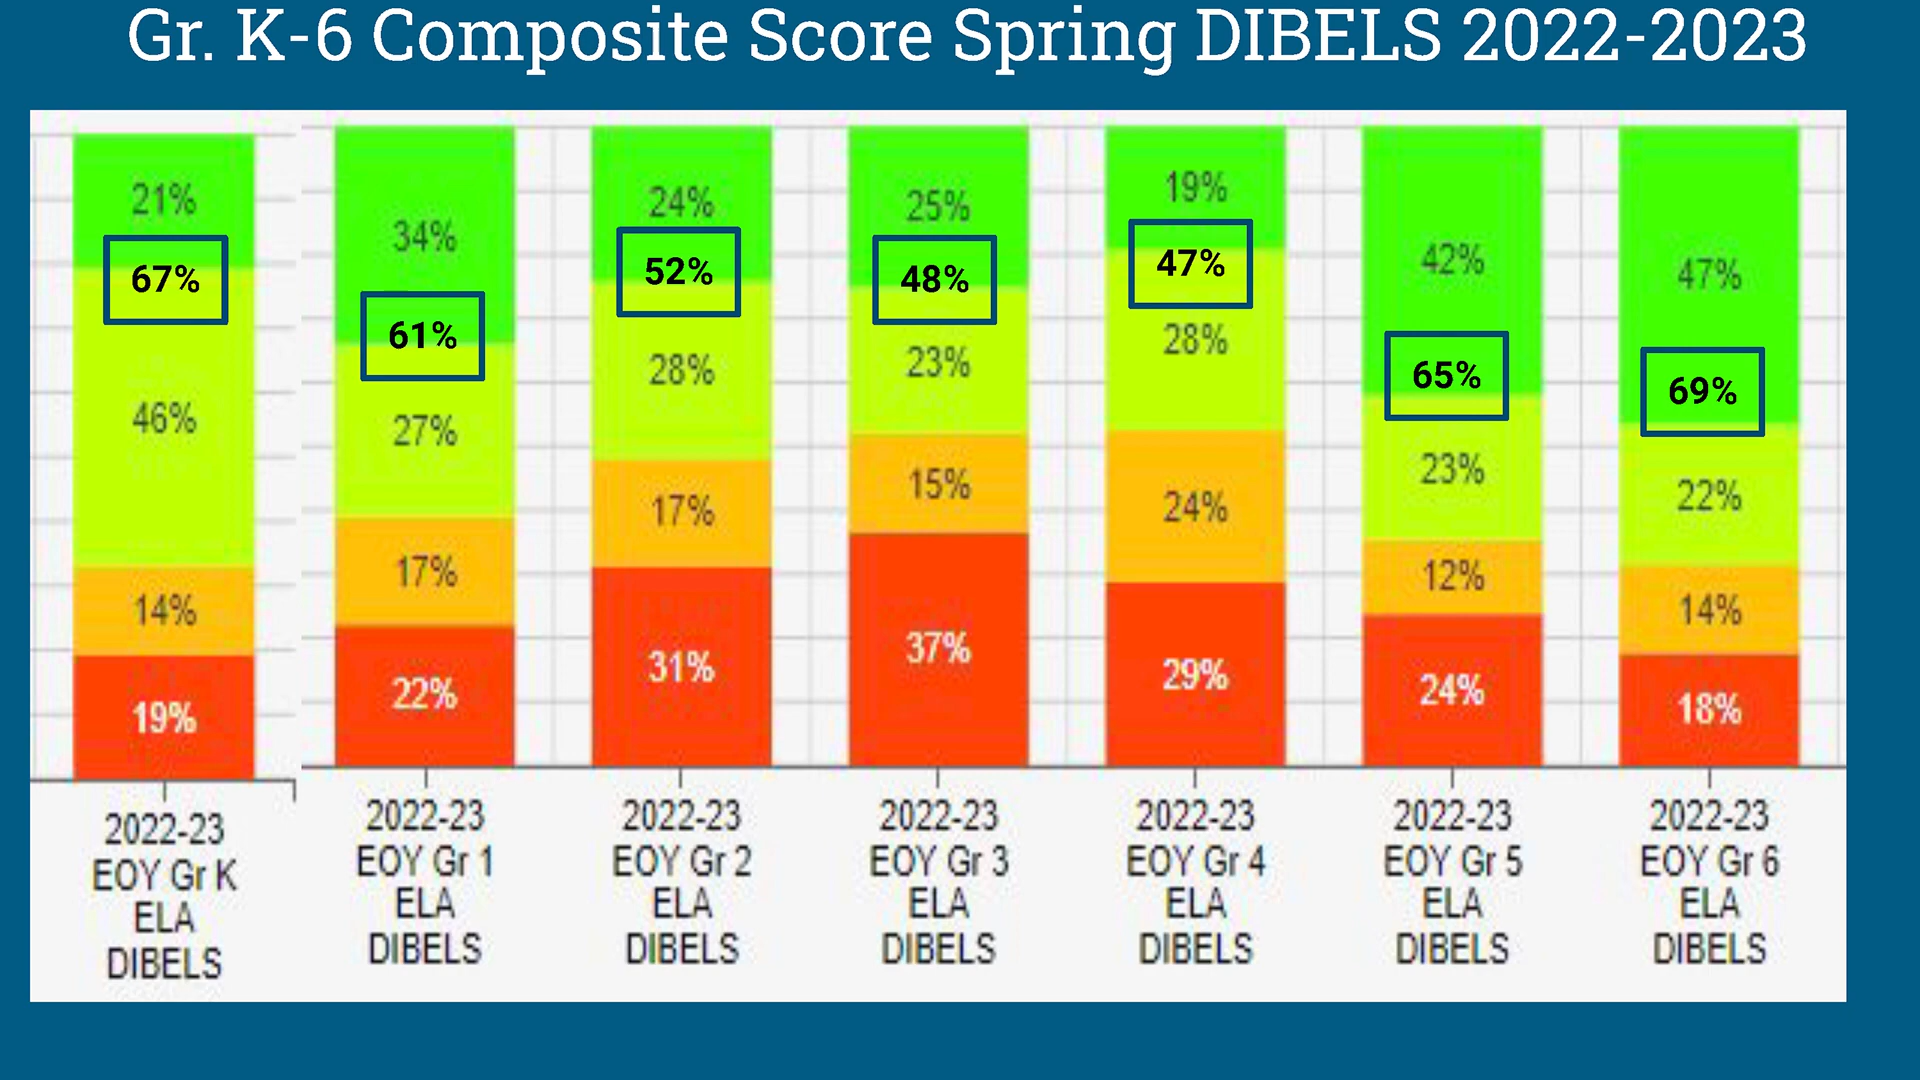 Gr. K-6 Composite Score Spring DIBELS 2022-2023
21%
67%
46%
14%
19%
2022-23
EOY Gr K
ELA
DIBELS
34%
61%
27%
17%
22%
2022-23
EOY Gr 1
ELA
DIBELS
24%
52%
28%
17%
31%
2022-23
EOY Gr 2
ELA
DIBELS
25%
48%
23%
15%
37%
2022-23
EOY Gr 3
ELA
DIBELS
19%
47%
28%
24%
29%
2022-23
EOY Gr 4
ELA
DIBELS
42%
65%
23%
12%
24%
2022-23
EOY Gr 5
ELA
DIBELS
47%
69%
22%
14%
18%
2022-23
EOY Gr 6
ELA
DIBELS